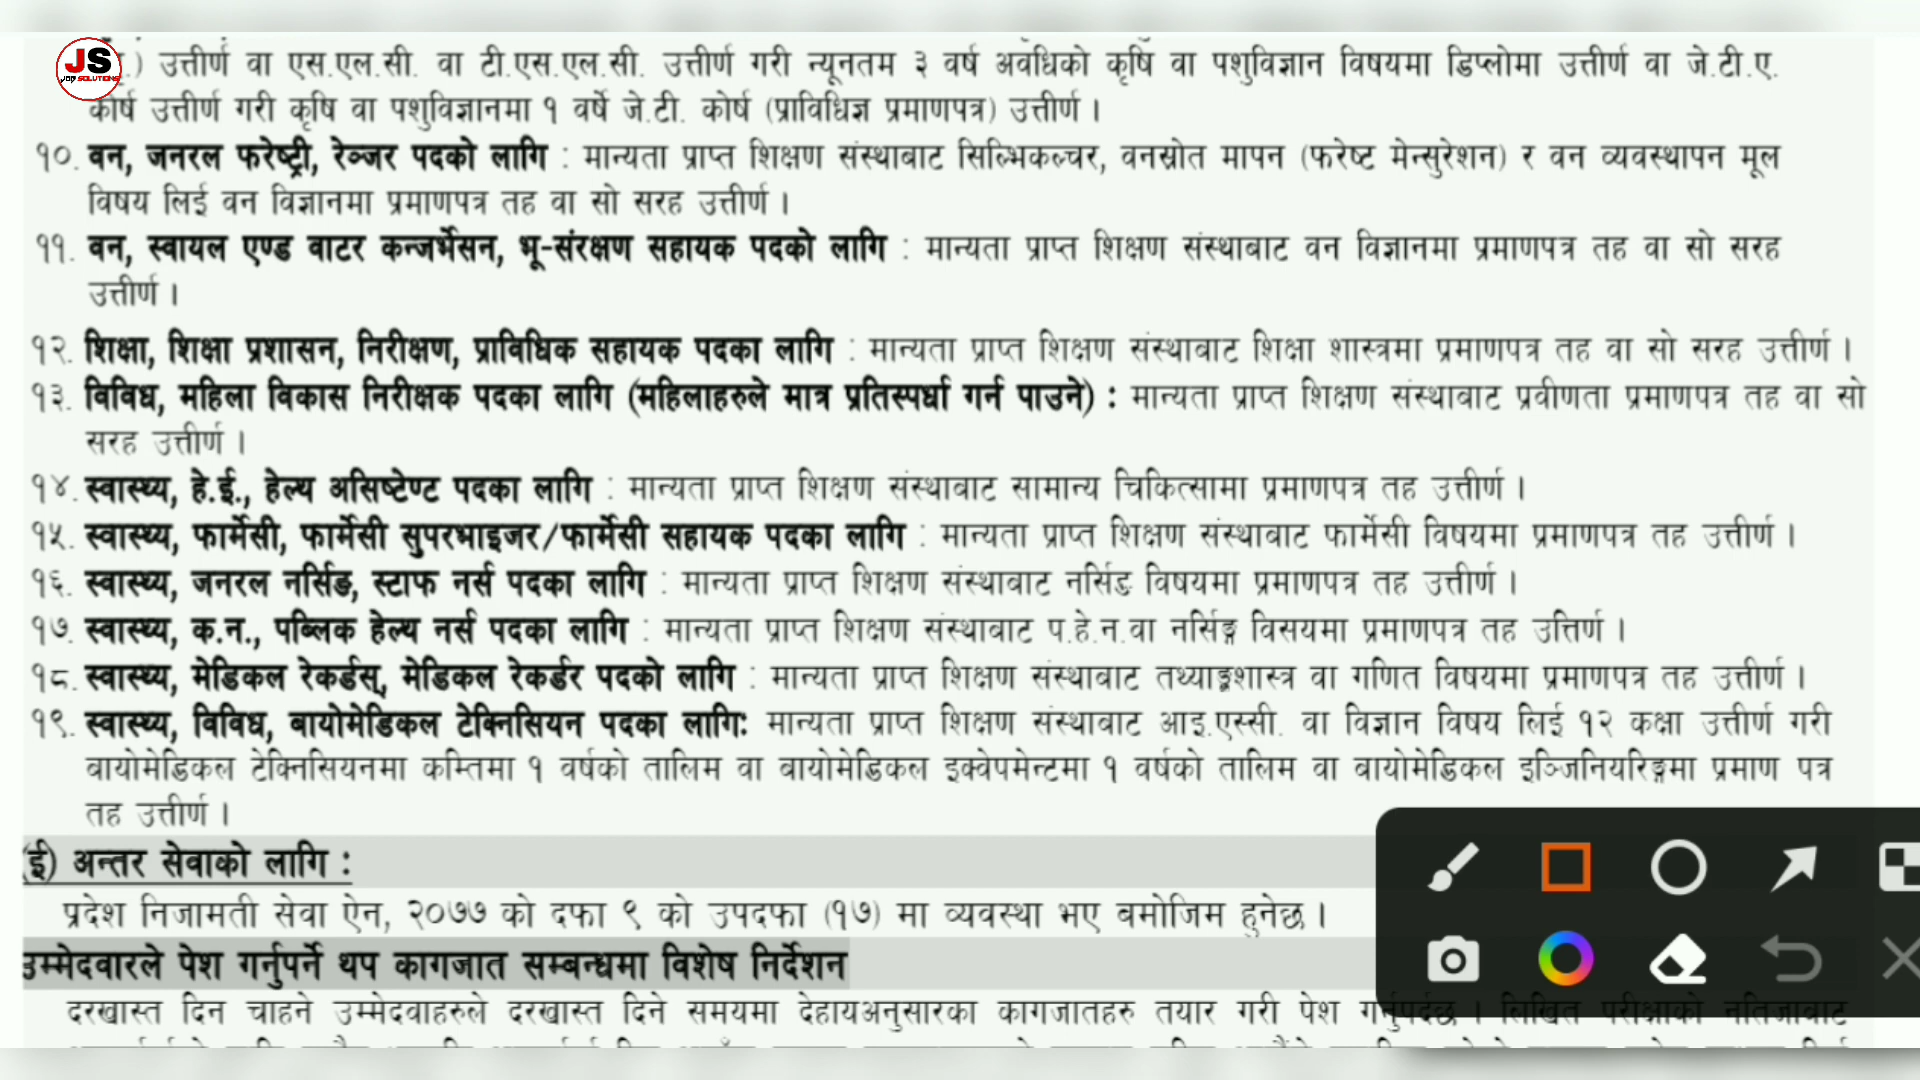 JS
JOB SOLUTIONS
.) उत्तीर्ण वा एस.एल.सी. वा टी.एस.एल.सी. उत्तीर्ण गरी न्यूनतम ३ वर्ष अवधिको कृषि वा पशुविज्ञान विषयमा डिप्लोमा उत्तीर्ण वा जे.टी.ए.
कोर्ष उत्तीर्ण गरी कृषि वा पशुविज्ञानमा १ वर्षे जे.टी. कोर्ष (प्राविधिज्ञ प्रमाणपत्र) उत्तीर्ण ।
१०. वन, जनरल फरेष्ट्री, रेञ्जर पदको लागि : मान्यता प्राप्त शिक्षण संस्थाबाट सिल्भिकल्चर, वनस्रोत मापन (फरेष्ट मेन्सुरेशन) र वन व्यवस्थापन मूल
विषय लिई वन विज्ञानमा प्रमाणपत्र तह वा सो सरह उत्तीर्ण ।
११. वन, स्वायल एण्ड वाटर कन्जर्भेसन, भू-संरक्षण सहायक पदको लागि : मान्यता प्राप्त शिक्षण संस्थाबाट वन विज्ञानमा प्रमाणपत्र तह वा सो सरह
उत्तीर्ण ।
१२. शिक्षा, शिक्षा प्रशासन, निरीक्षण, प्राविधिक सहायक पदका लागि : मान्यता प्राप्त शिक्षण संस्थाबाट शिक्षा शास्त्रमा प्रमाणपत्र तह वा सो सरह उत्तीर्ण ।
१३. विविध, महिला विकास निरीक्षक पदका लागि (महिलाहरुले मात्र प्रतिस्पर्धा गर्न पाउने) : मान्यता प्राप्त शिक्षण संस्थाबाट प्रवीणता प्रमाणपत्र तह वा सो
सरह उत्तीर्ण ।
१४. स्वास्थ्य, हे.ई., हेल्थ असिष्टेण्ट पदका लागि : मान्यता प्राप्त शिक्षण संस्थाबाट सामान्य चिकित्सामा प्रमाणपत्र तह उत्तीर्ण ।
१५. स्वास्थ्य, फार्मेसी, फार्मेसी सुपरभाइजर/फार्मेसी सहायक पदका लागि : मान्यता प्राप्त शिक्षण संस्थाबाट फार्मेसी विषयमा प्रमाणपत्र तह उत्तीर्ण ।
१६. स्वास्थ्य, जनरल नर्सिङ, स्टाफ नर्स पदका लागि : मान्यता प्राप्त शिक्षण संस्थाबाट नर्सिङ विषयमा प्रमाणपत्र तह उत्तीर्ण ।
१७. स्वास्थ्य, क.न., पब्लिक हेल्थ नर्स पदका लागि : मान्यता प्राप्त शिक्षण संस्थाबाट प.हे.न.वा नर्सिङ्ग विसयमा प्रमाणपत्र तह उत्तिर्ण ।
१८. स्वास्थ्य, मेडिकल रेकर्डस्, मेडिकल रेकर्डर पदको लागि : मान्यता प्राप्त शिक्षण संस्थाबाट तथ्याङ्कशास्त्र वा गणित विषयमा प्रमाणपत्र तह उत्तीर्ण ।
१९. स्वास्थ्य, विविध, बायोमेडिकल टेक्निसियन पदका लागिः मान्यता प्राप्त शिक्षण संस्थाबाट आइ.एस्सी. वा विज्ञान विषय लिई १२ कक्षा उत्तीर्ण गरी
बायोमेडिकल टेक्निसियनमा कम्तिमा १ वर्षको तालिम वा बायोमेडिकल इक्वेपमेन्टमा १ वर्षको तालिम वा बायोमेडिकल इञ्जिनियरिङ्गमा प्रमाण पत्र
तह उत्तीर्ण ।
(ई) अन्तर सेवाको लागि :
प्रदेश निजामती सेवा ऐन, २०७७ को दफा ९ को उपदफा (१७) मा व्यवस्था भए बमोजिम हुनेछ ।
उम्मेदवारले पेश गर्नुपर्ने थप कागजात सम्बन्धमा विशेष निर्देशन
दरखास्त दिन चाहने उम्मेदवाहरुले दरखास्त दिने समयमा देहायअनुसारका कागजातहरु तयार गरी पेश गर्नुपर्दछ । लिखित परीक्षाको नतिजाबाट